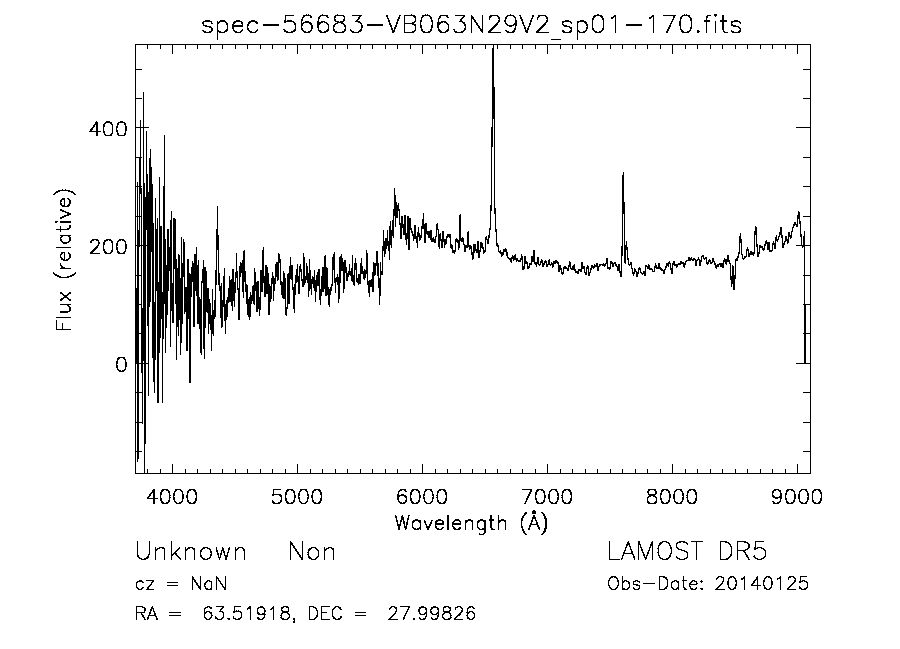 spec-56683-VB063N29V2_sp01-170.fits
400
200
0
Flux (relative)
4000 5000 6000 7000 8000 9000
Wavelength (Å)
Unknown Non LAMOST DR5
cz = NaN Obs-Date: 20140125
RA = 63.51918, DEC = 27.99826